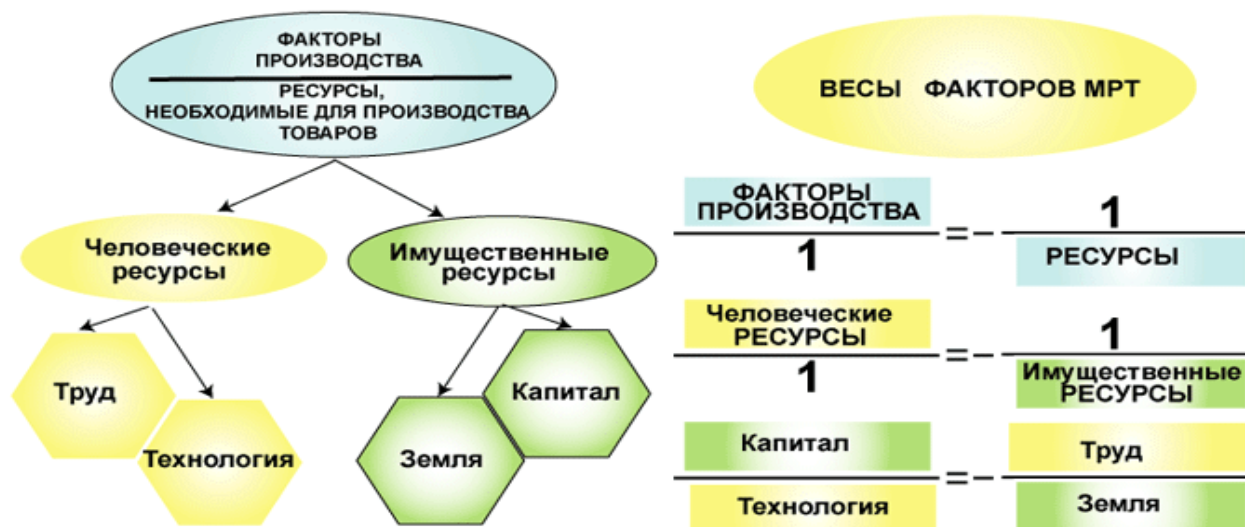 ФАКТОРЫ
ПРОИЗВОДСТВА
РЕСУРСЫ,
НЕОБХОДИМЫЕ ДЛЯ ПРОИЗВОДСТВА
ТОВАРОВ
Человеческие
ресурсы
Имущественные
ресурсы
Труд
Технология
Капитал
Земля
ВЕСЫ ФАКТОРОВ МРТ
ФАКТОРЫ
ПРОИЗВОДСТВА
1
=-
1
РЕСУРСЫ
Человеческие
РЕСУРСЫ
1
=-
1
Имущественные
РЕСУРСЫ
Капитал
Технология
=-
Труд
Земля